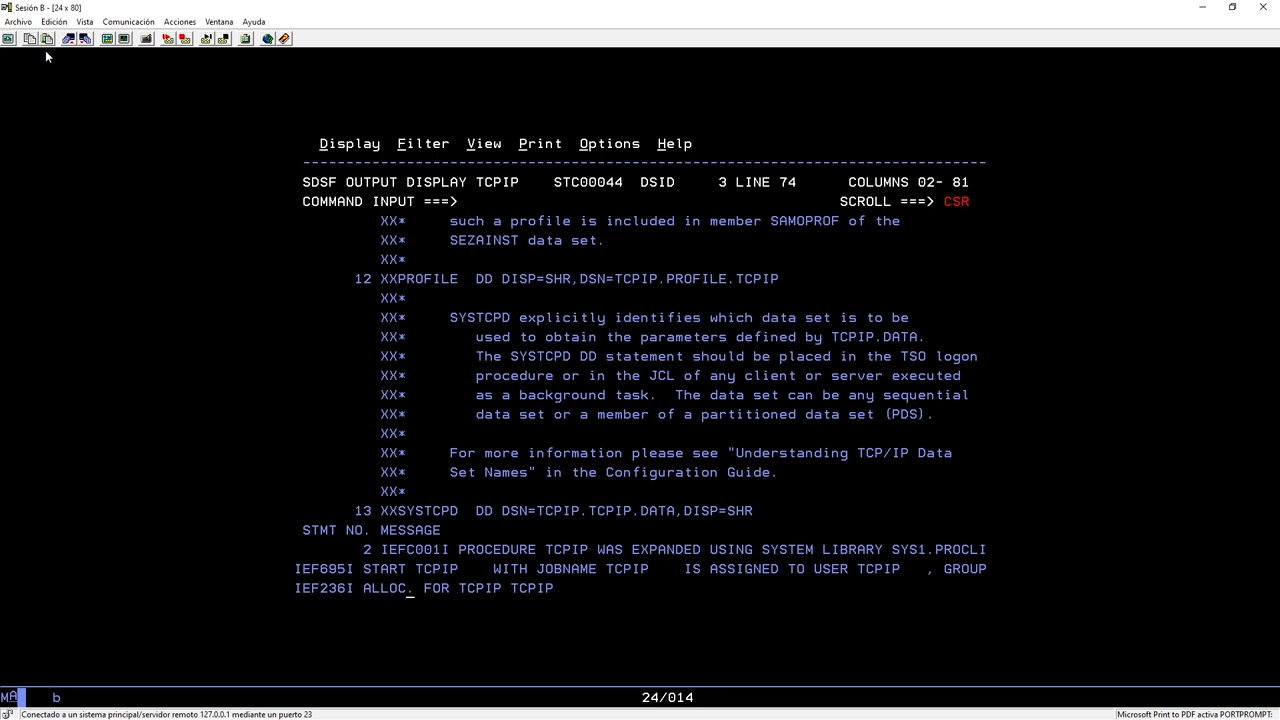 Sesión B - [24 x 80]
Archivo Edición Vista Comunicación Acciones Ventana Ayuda
Display Filter View Print Options Help
-------------------------------------------------------------------------------
SDSF OUTPUT DISPLAY TCPIP    STC00044  DSID     3 LINE 74      COLUMNS 02- 81
COMMAND INPUT ===>                                            SCROLL ===> CSR
XX*     such a profile is included in member SAMOPROF of the
XX*     SEZAINST data set.
XX*
12 XXPROFILE  DD DISP=SHR,DSN=TCPIP.PROFILE.TCPIP
XX*
XX*     SYSTCPD explicitly identifies which data set is to be
XX*        used to obtain the parameters defined by TCPIP.DATA.
XX*        The SYSTCPD DD statement should be placed in the TSO logon
XX*        procedure or in the JCL of any client or server executed
XX*        as a background task.  The data set can be any sequential
XX*        data set or a member of a partitioned data set (PDS).
XX*
XX*     For more information please see "Understanding TCP/IP Data
XX*     Set Names" in the Configuration Guide.
XX*
13 XXSYSTCPD  DD DSN=TCPIP.TCPIP.DATA,DISP=SHR
STMT NO. MESSAGE
2 IEFC001I PROCEDURE TCPIP WAS EXPANDED USING SYSTEM LIBRARY SYS1.PROCLI
IEF695I START TCPIP    WITH JOBNAME TCPIP    IS ASSIGNED TO USER TCPIP   , GROUP
IEF236I ALLOC. FOR TCPIP TCPIP
MA b 24/014
Conectado a un sistema principal/servidor remoto 127.0.0.1 mediante un puerto 23
Microsoft Print to PDF activa PORTPROMPT: